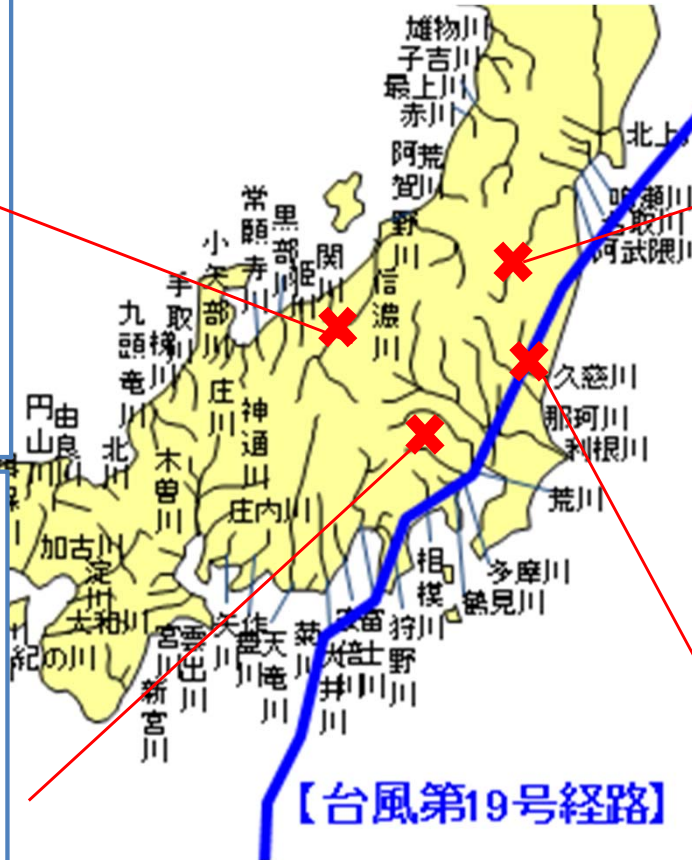 雄物川
子吉川
最上川
赤川
北上
阿賀川
荒川
鳴瀬川
名取川
阿武隈川
常願寺川
黒部川
姫川
関川
小矢部川
手取川
梯川
九頭竜川
信濃川
久慈川
那珂川
利根川
荒川
庄川
神通川
円山川
由良川
北川
木曽川
庄内川
加古川
淀川
大和川
紀の川
多摩川
鶴見川
相模川
宮川
雲出川
新宮川
矢作川
豊川
天竜川
菊川
大井川
安倍川
富士川
狩野川
【台風第19号経路】